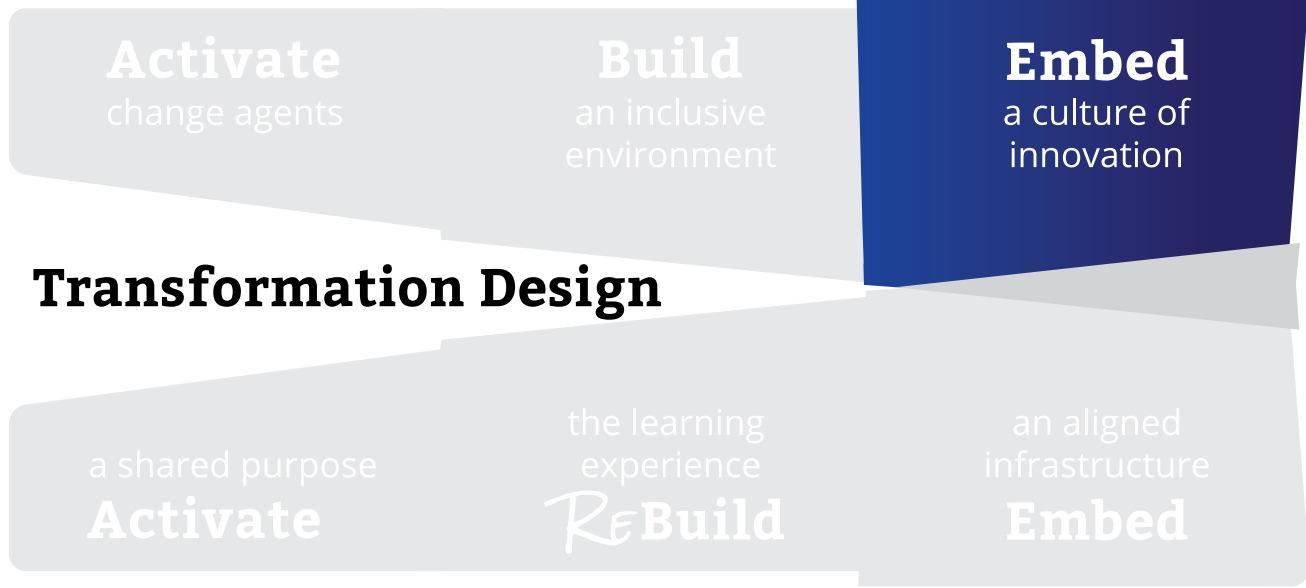 Activate
change agents
Build
an inclusive
environment
Embed
a culture of
innovation
Transformation Design
a shared purpose
Activate
the learning
experience
REBuild
an aligned
infrastructure
Embed